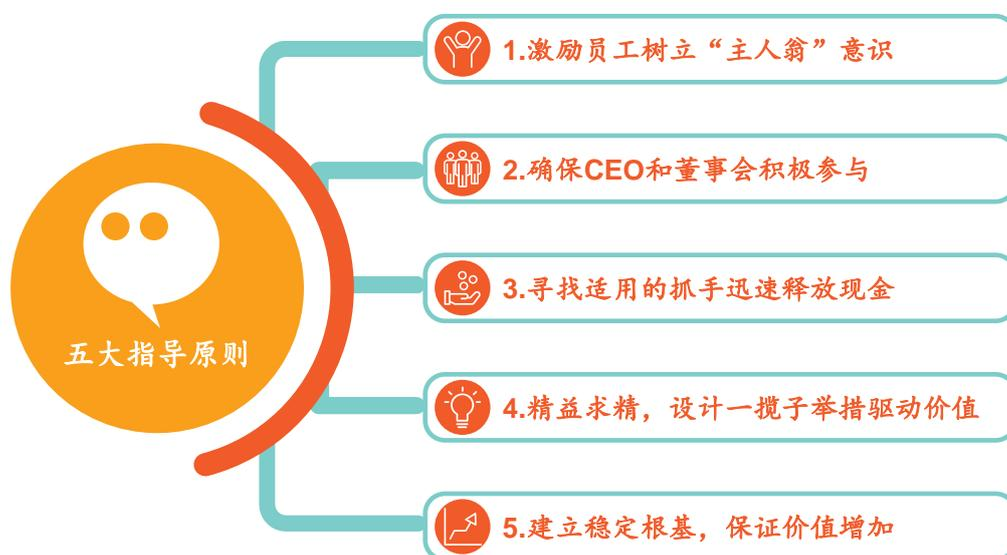 五大指导原则
1.激励员工树立“主人翁”意识
2.确保CEO和董事会积极参与
3.寻找适用的抓手迅速释放现金
4.精益求精，设计一揽子举措驱动价值
5.建立稳定根基，保证价值增加